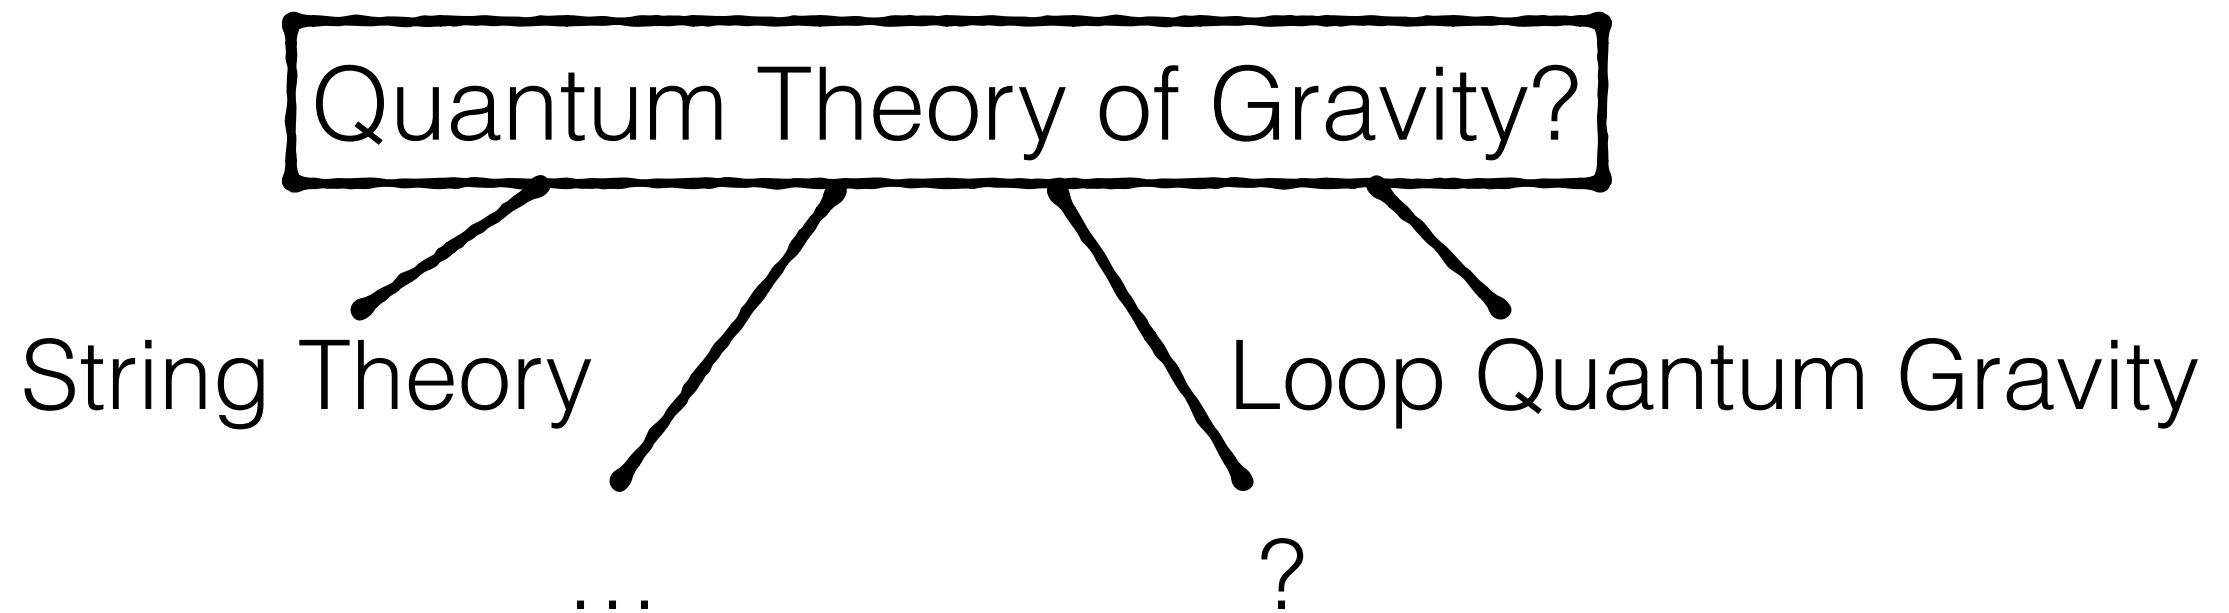 Quantum Theory of Gravity?
String Theory
Loop Quantum Gravity
?
...